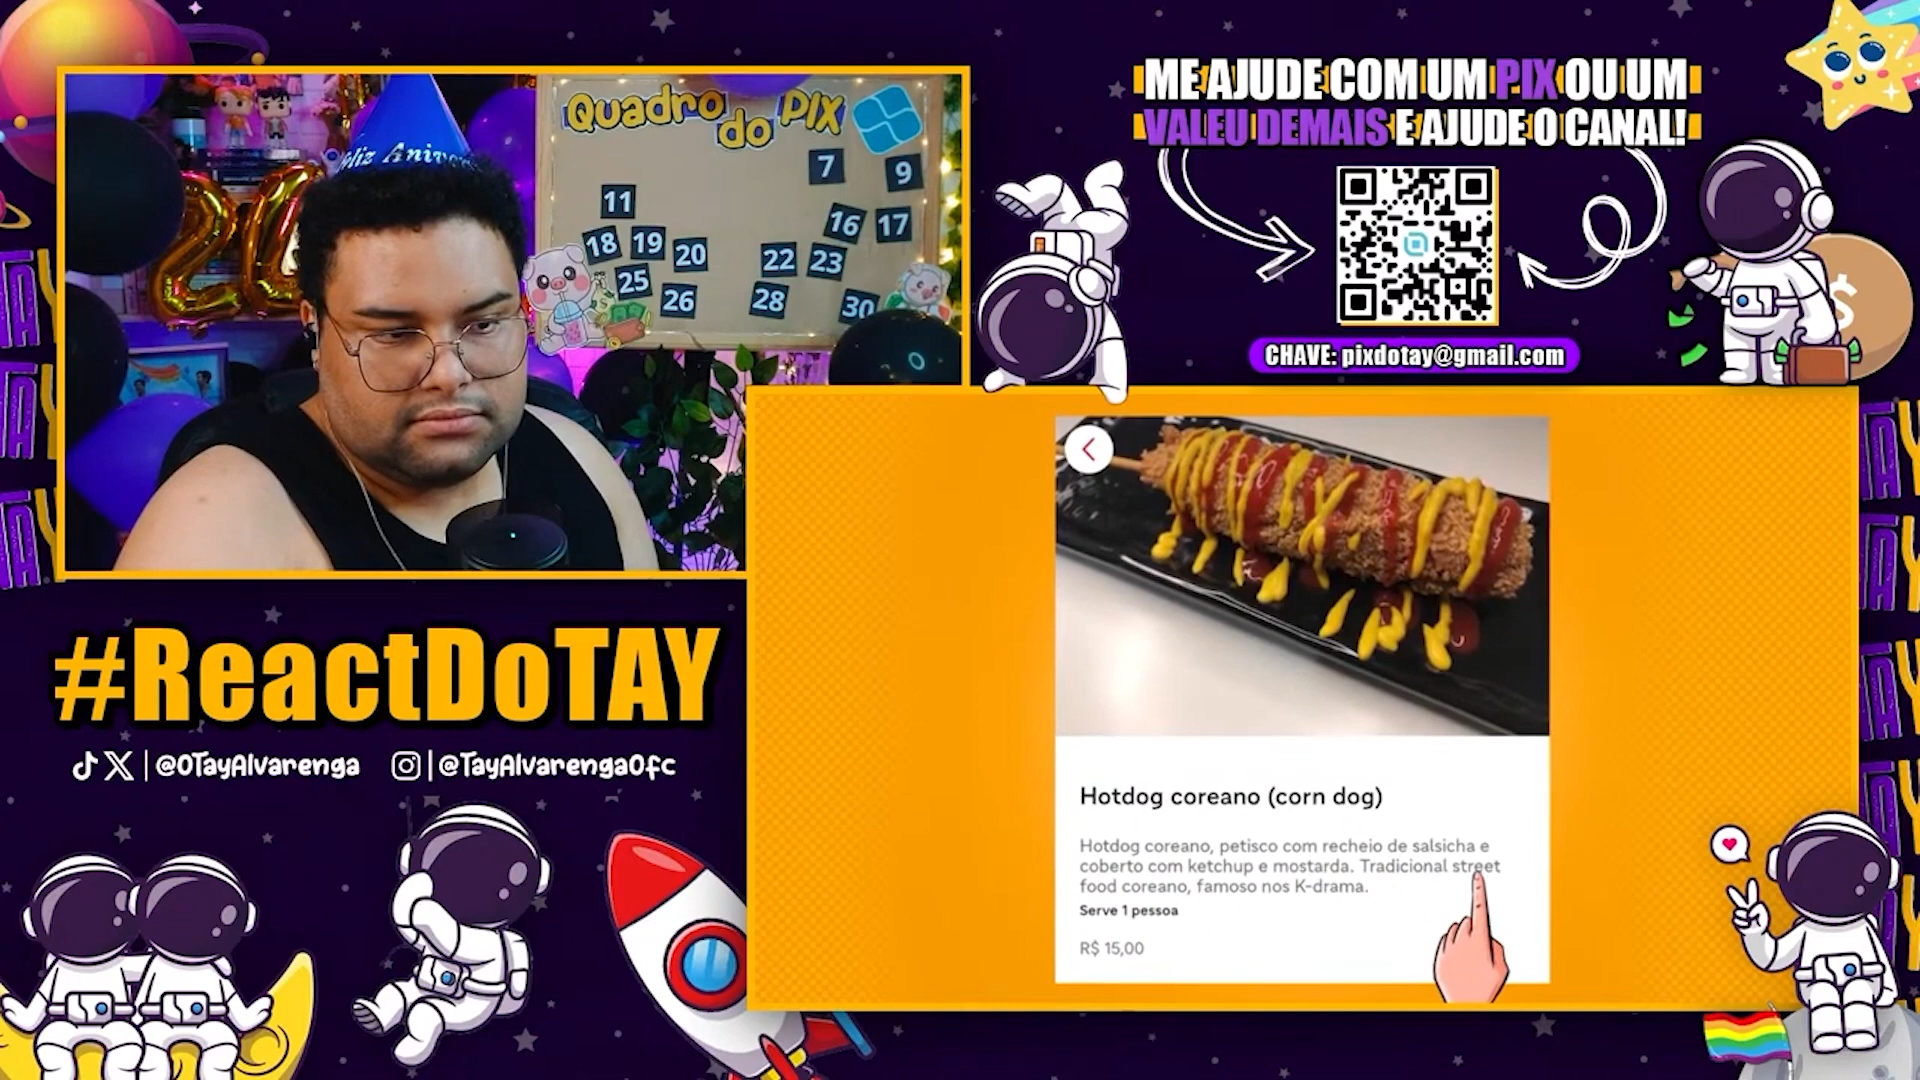 Feliz Aniver
Quadro do PIX
7
9
11
16
17
18
19
20
22
23
25
26
28
30
ME AJUDE COM UM PIX OU UM
VALEU DEMAIS E AJUDE O CANAL!
CHAVE: pixdotay@gmail.com
#ReactDoTAY
@OTayAlvarenga
@TayAlvarengaOfc
Hotdog coreano (corn dog)
Hotdog coreano, petisco com recheio de salsicha e
coberto com ketchup e mostarda. Tradicional street
food coreano, famoso nos K-drama.
Serve 1 pessoa
R$ 15,00